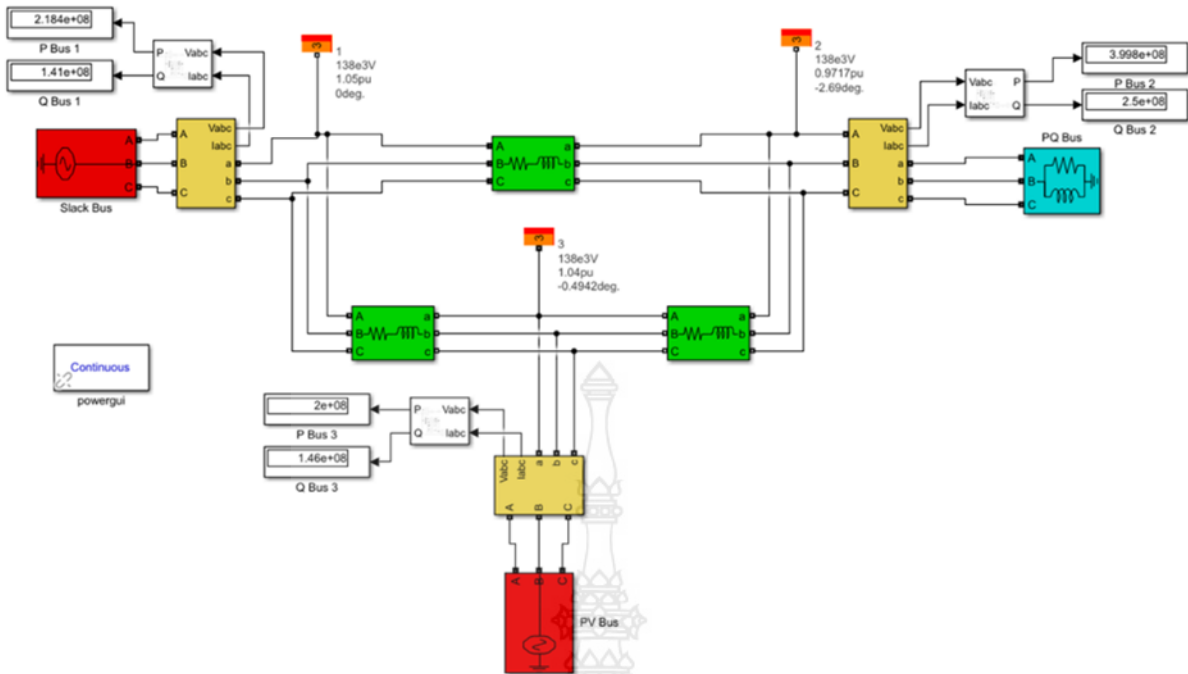 2.184e+08
P Bus 1
1.41e+08
Q Bus 1
P
Q
Vabc
Iabc
3
1
138e3V
1.05pu
0deg.
3
2
138e3V
0.9717pu
-2.69deg.
Vabc
Iabc
P
Q
3.998e+08
P Bus 2
2.5e+08
Q Bus 2
A
B
C
Slack Bus
A
B
C
Vabc
Iabc
a
b
c
A
B
C
a
b
c
A
B
C
Vabc
Iabc
a
b
c
PQ Bus
A
B
C
3
3
138e3V
1.04pu
-0.4942deg.
A
B
C
a
b
c
A
B
C
a
b
c
Continuous
powergui
2e+08
P Bus 3
1.46e+08
Q Bus 3
P
Q
Vabc
Iabc
Vabc
Iabc
a
b
c
A
B
C
A
B
C
PV Bus